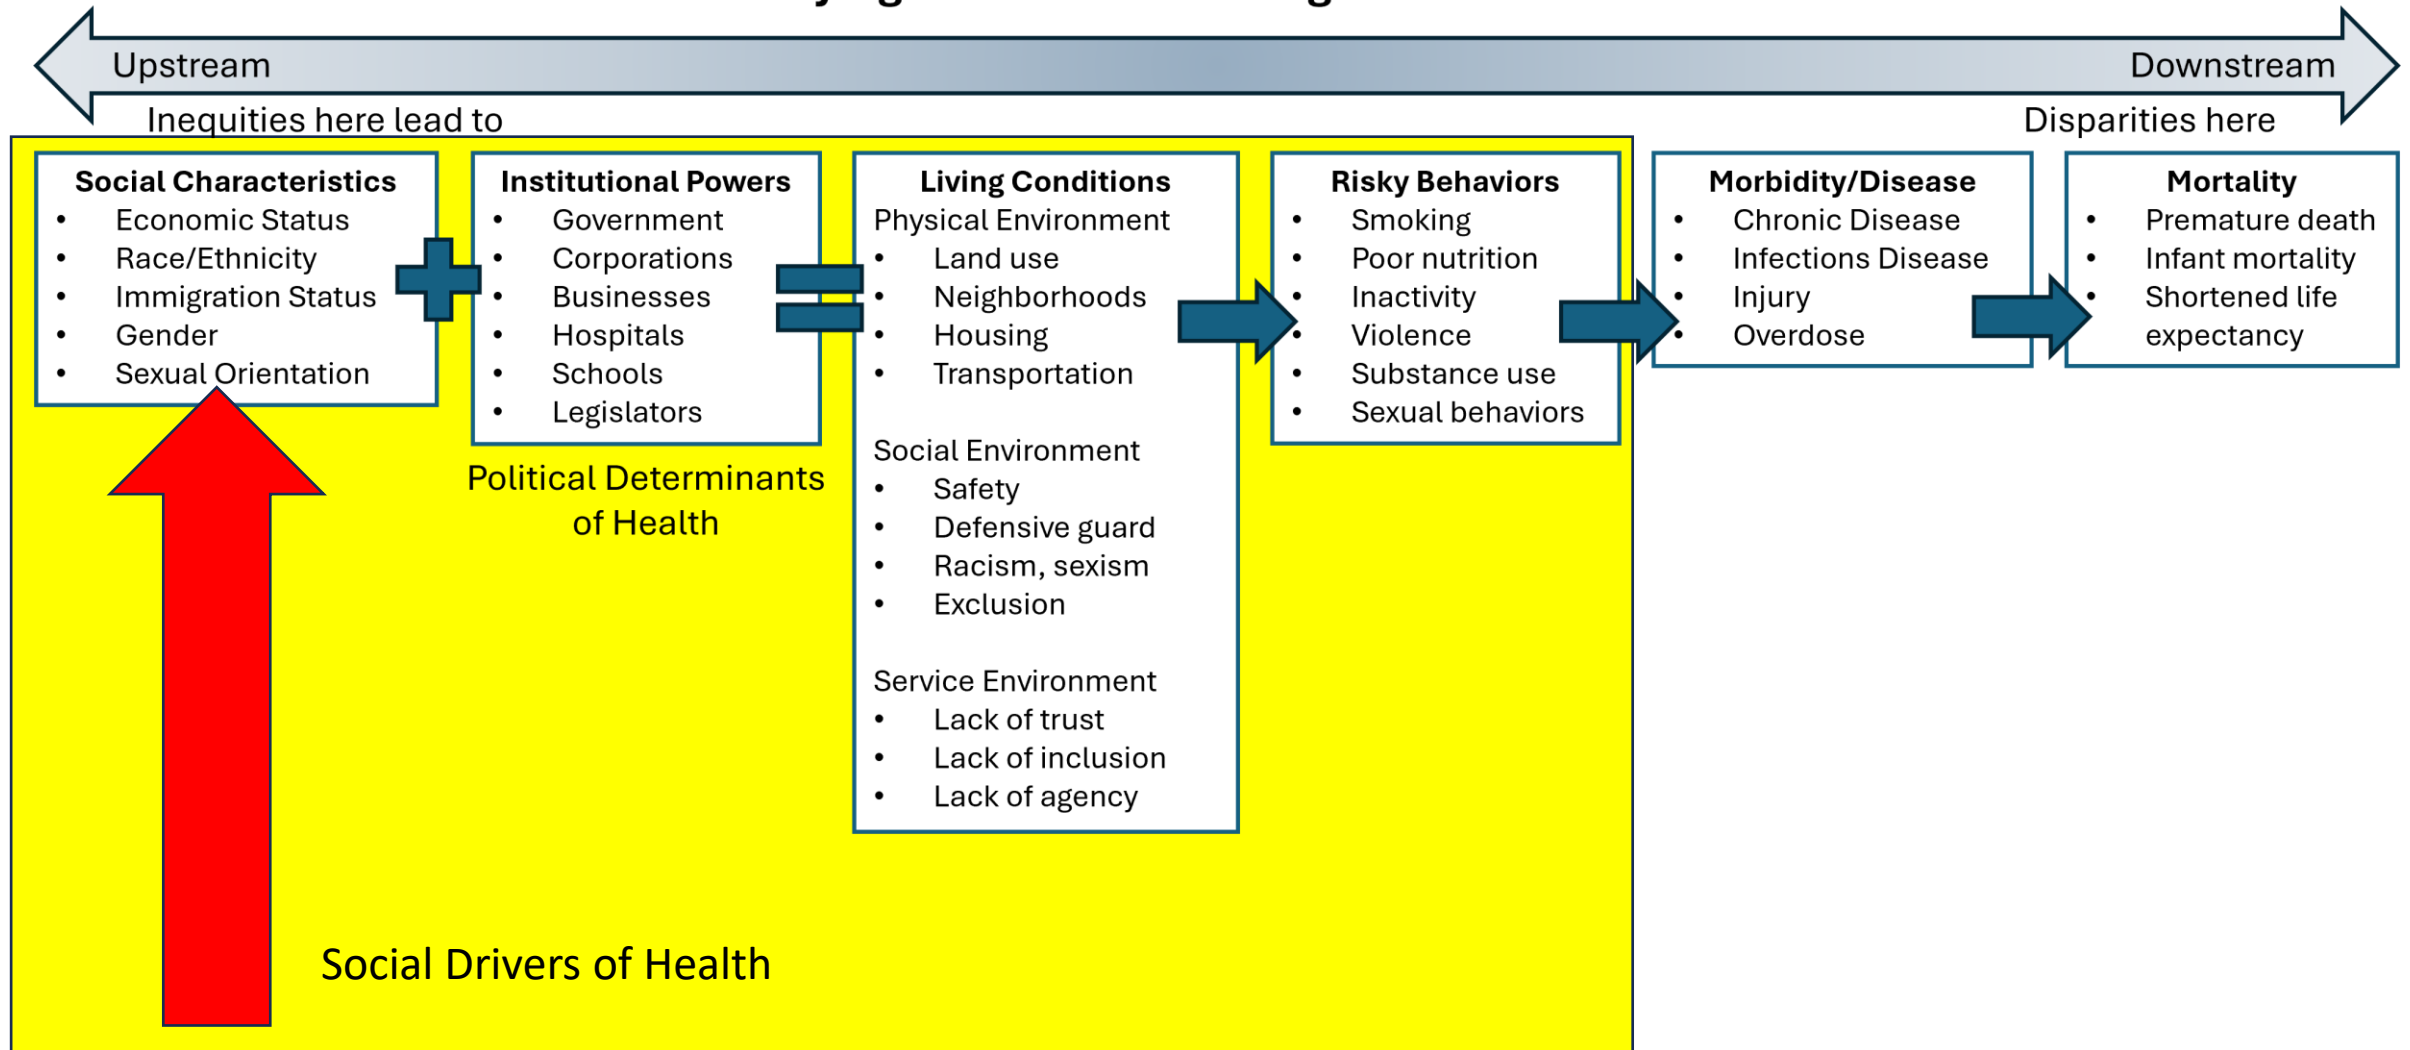 Upstream
Downstream
Inequities here lead to
Disparities here
Social Characteristics
• Economic Status
• Race/Ethnicity
• Immigration Status
• Gender
• Sexual Orientation
Institutional Powers
• Government
• Corporations
• Businesses
• Hospitals
• Schools
• Legislators
Political Determinants
of Health
Living Conditions
Physical Environment
• Land use
• Neighborhoods
• Housing
• Transportation
Social Environment
• Safety
• Defensive guard
• Racism, sexism
• Exclusion
Service Environment
• Lack of trust
• Lack of inclusion
• Lack of agency
Risky Behaviors
• Smoking
• Poor nutrition
• Inactivity
• Violence
• Substance use
• Sexual behaviors
Morbidity/Disease
• Chronic Disease
• Infections Disease
• Injury
• Overdose
Mortality
• Premature death
• Infant mortality
• Shortened life
expectancy
Social Drivers of Health